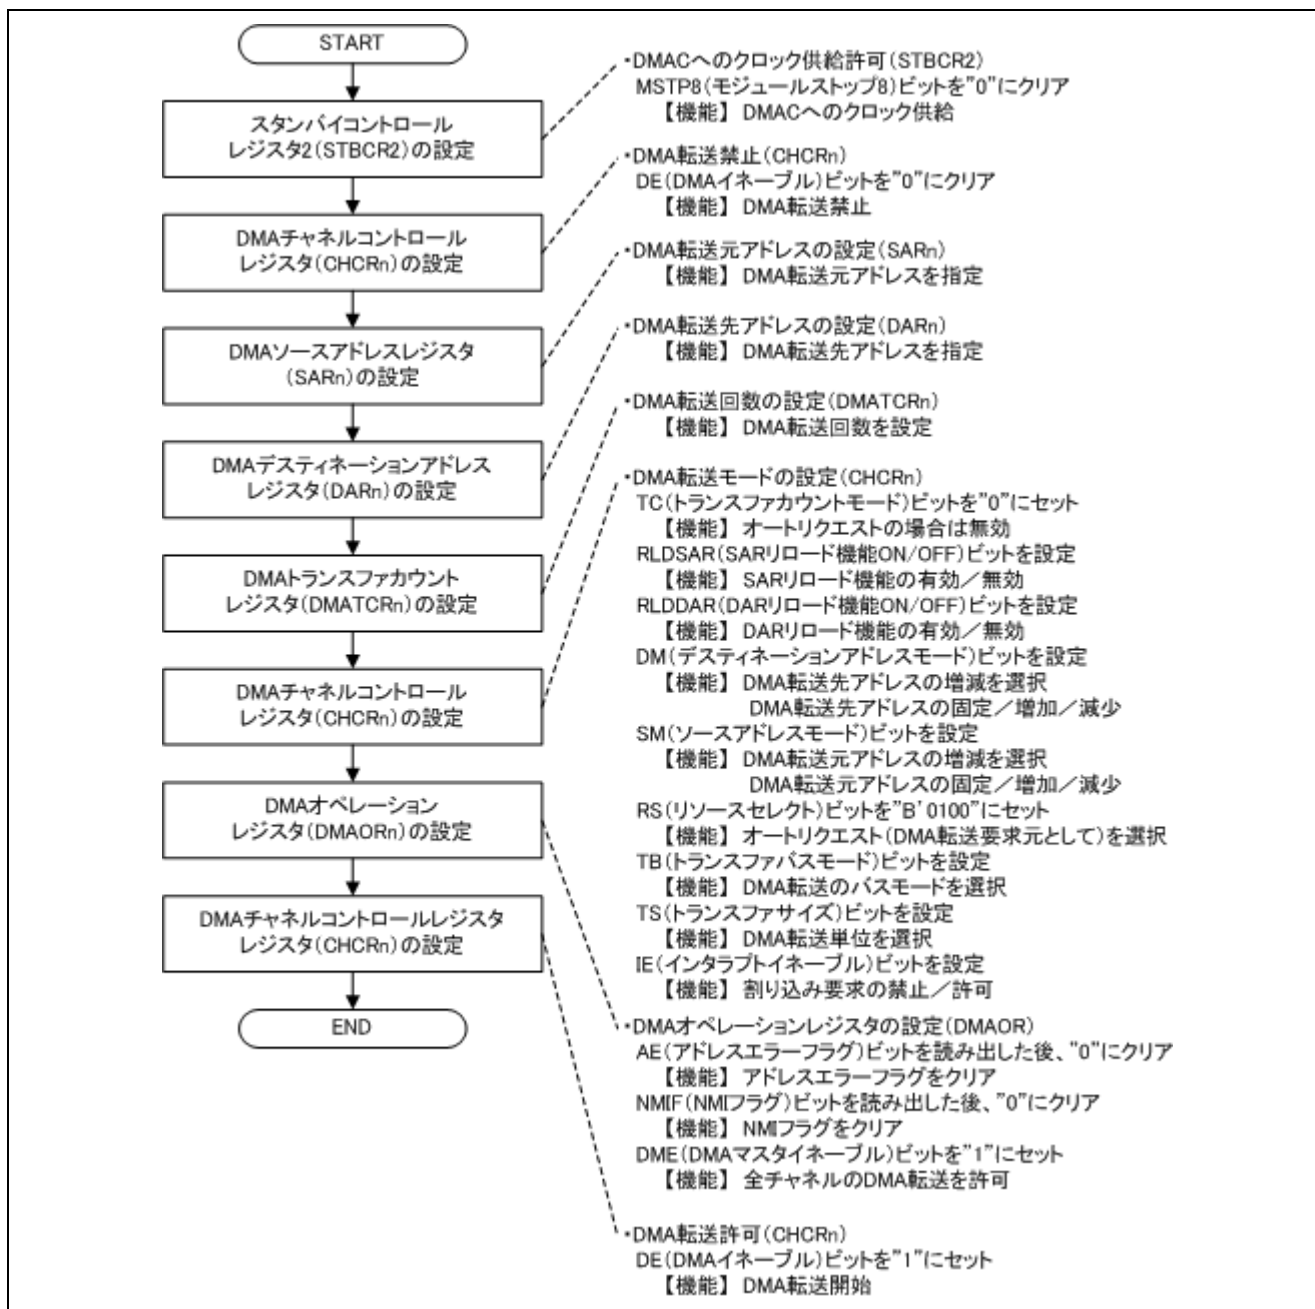 START
スタンバイコントロール
レジスタ2(STBCR2)の設定
DMAチャネルコントロール
レジスタ(CHCRn)の設定
DMAソースアドレスレジスタ
(SARn)の設定
DMAデスティネーションアドレス
レジスタ(DARn)の設定
DMAトランスファカウント
レジスタ(DMATCRn)の設定
DMAチャネルコントロール
レジスタ(CHCRn)の設定
DMAオペレーション
レジスタ(DMAORn)の設定
DMAチャネルコントロールレジスタ
レジスタ(CHCRn)の設定
END
・DMACへのクロック供給許可(STBCR2)
MSTP8(モジュールストップ8)ビットを"0"にクリア
【機能】 DMACへのクロック供給
・DMA転送禁止(CHCRn)
DE(DMAイネーブル)ビットを"0"にクリア
【機能】 DMA転送禁止
・DMA転送元アドレスの設定(SARn)
【機能】 DMA転送元アドレスを指定
・DMA転送先アドレスの設定(DARn)
【機能】 DMA転送先アドレスを指定
・DMA転送回数の設定(DMATCRn)
【機能】 DMA転送回数を設定
・DMA転送モードの設定(CHCRn)
TC(トランスファカウントモード)ビットを"0"にセット
【機能】 オートリクエストの場合は無効
RLDSAR(SARリロード機能ON/OFF)ビットを設定
【機能】 SARリロード機能の有効／無効
RLDDAR(DARリロード機能ON/OFF)ビットを設定
【機能】 DARリロード機能の有効／無効
DM(デスティネーションアドレスモード)ビットを設定
【機能】 DMA転送先アドレスの増減を選択
DMA転送先アドレスの固定／増加／減少
SM(ソースアドレスモード)ビットを設定
【機能】 DMA転送元アドレスの増減を選択
DMA転送元アドレスの固定／増加／減少
RS(リソースセレクト)ビットを"B'0100"にセット
【機能】 オートリクエスト(DMA転送要求元として)を選択
TB(トランスファバスモード)ビットを設定
【機能】 DMA転送のバスモードを選択
TS(トランスファサイズ)ビットを設定
【機能】 DMA転送単位を選択
IE(インタラプトイネーブル)ビットを設定
【機能】 割り込み要求の禁止／許可
・DMAオペレーションレジスタの設定(DMAOR)
AE(アドレスエラーフラグ)ビットを読み出した後、"0"にクリア
【機能】 アドレスエラーフラグをクリア
NMIF(NMIフラグ)ビットを読み出した後、"0"にクリア
【機能】 NMIフラグをクリア
DME(DMAマスタイネーブル)ビットを"1"にセット
【機能】 全チャネルのDMA転送を許可
・DMA転送許可(CHCRn)
DE(DMAイネーブル)ビットを"1"にセット
【機能】 DMA転送開始